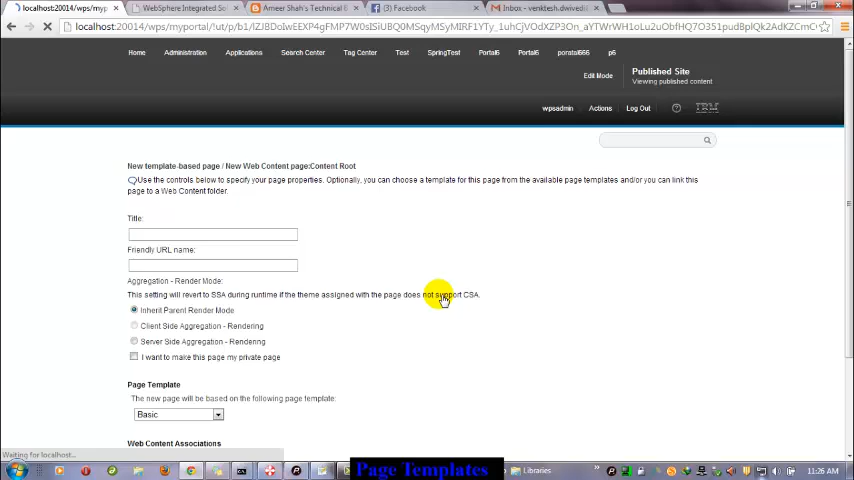 localhost:20014/wps/myp
WebSphere Integrated So
Ameer Shah's Technical B
Facebook
Inbox - venktesh.dwivedi
Home Administration Applications Search Center Tag Center Test SpringTest Portal6 Portal6 poratal666 p6
Edit Mode
Published Site
Viewing published content
wpsadmin Actions Log Out ? IBM
New template-based page / New Web Content page:Content Root
Use the controls below to specify your page properties. Optionally, you can choose a template for this page from the available page templates and/or you can link this
page to a Web Content folder.
Title:
Friendly URL name:
Aggregation - Render Mode:
This setting will revert to SSA during runtime if the theme assigned with the page does not support CSA.
Inherit Parent Render Mode
Client Side Aggregation - Rendering
Server Side Aggregation - Rendering
I want to make this page my private page
Page Template
The new page will be based on the following page template:
Basic
Web Content Associations
Waiting for localhost...
Page Templates
Libraries
11:26 AM